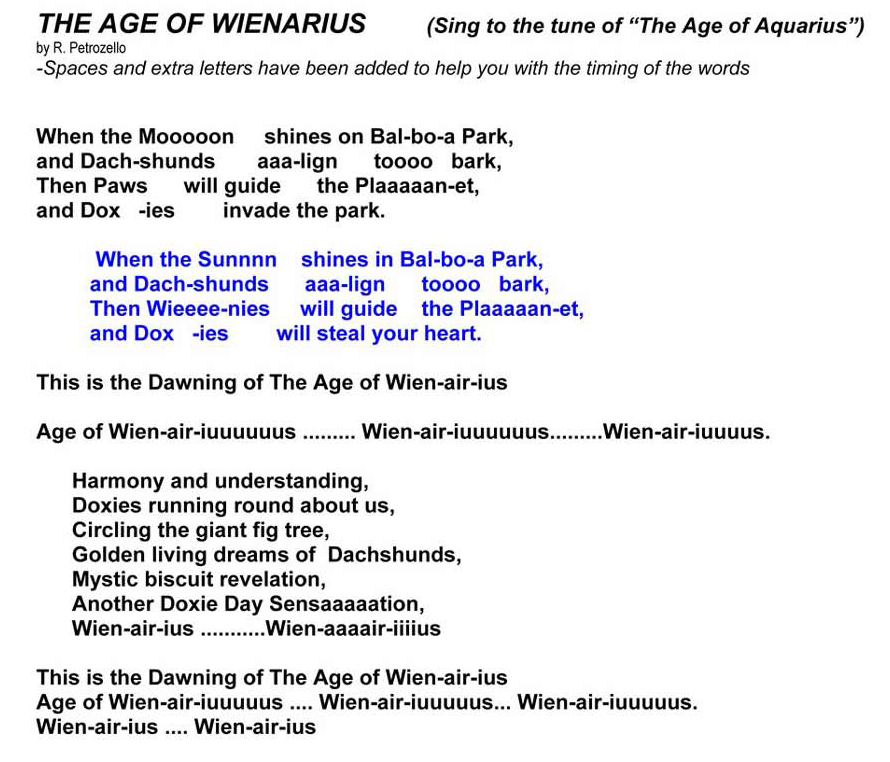 THE AGE OF WIENARIUS (Sing to the tune of “The Age of Aquarius”)
by R. Petrozello
-Spaces and extra letters have been added to help you with the timing of the words
When the Mooooon shines on Bal-bo-a Park,
and Dach-shunds aaa-lign toooo bark,
Then Paws will guide the Plaaaaan-et,
and Dox -ies invade the park.
When the Sunnnn shines in Bal-bo-a Park,
and Dach-shunds aaa-lign toooo bark,
Then Wieeee-nies will guide the Plaaaaan-et,
and Dox -ies will steal your heart.
This is the Dawning of The Age of Wien-air-ius
Age of Wien-air-iuuuuuus ......... Wien-air-iuuuuuus.........Wien-air-iuuuus.
Harmony and understanding,
Doxies running round about us,
Circling the giant fig tree,
Golden living dreams of Dachshunds,
Mystic biscuit revelation,
Another Doxie Day Sensaaaaation,
Wien-air-ius ...........Wien-aaaair-iiiius
This is the Dawning of The Age of Wien-air-ius
Age of Wien-air-iuuuuus .... Wien-air-iuuuuus... Wien-air-iuuuuus.
Wien-air-ius .... Wien-air-ius